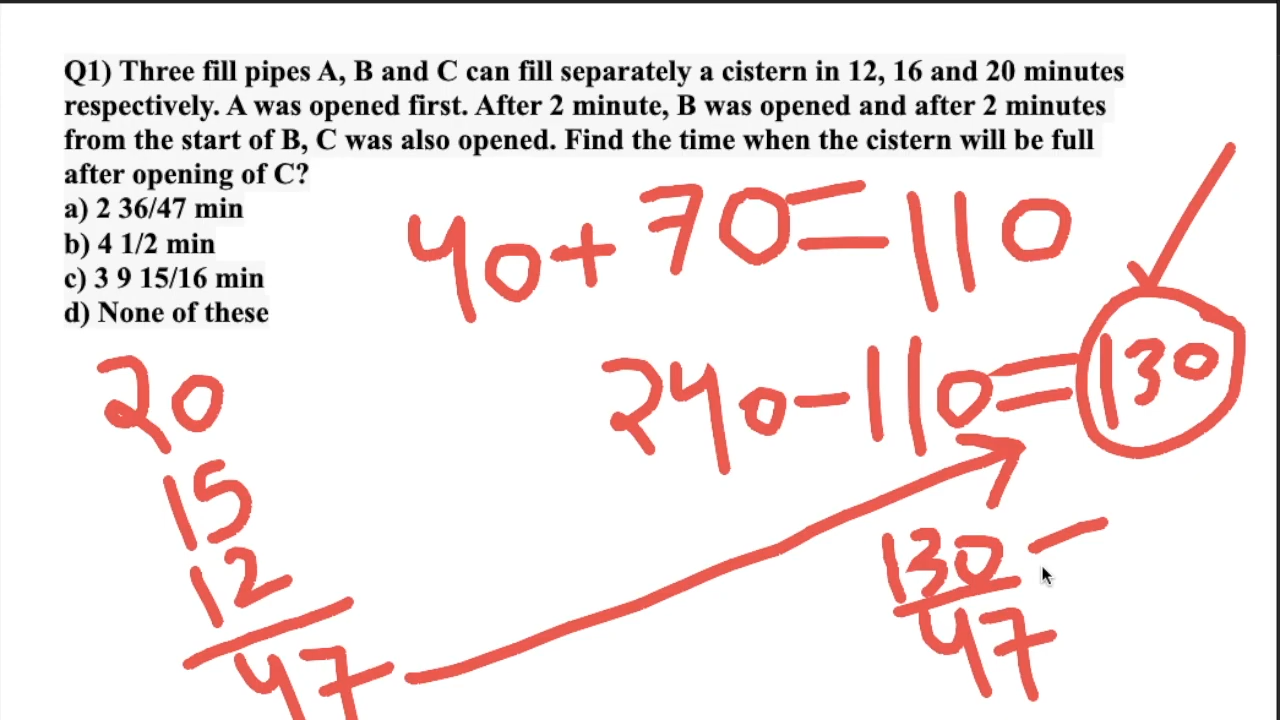 Q1) Three fill pipes A, B and C can fill separately a cistern in 12, 16 and 20 minutes
respectively. A was opened first. After 2 minute, B was opened and after 2 minutes
from the start of B, C was also opened. Find the time when the cistern will be full
after opening of C?
a) 2 36/47 min
b) 4 1/2 min
c) 3 9 15/16 min
d) None of these
40+70=110
240-110=130
20
15
12
47
130
47